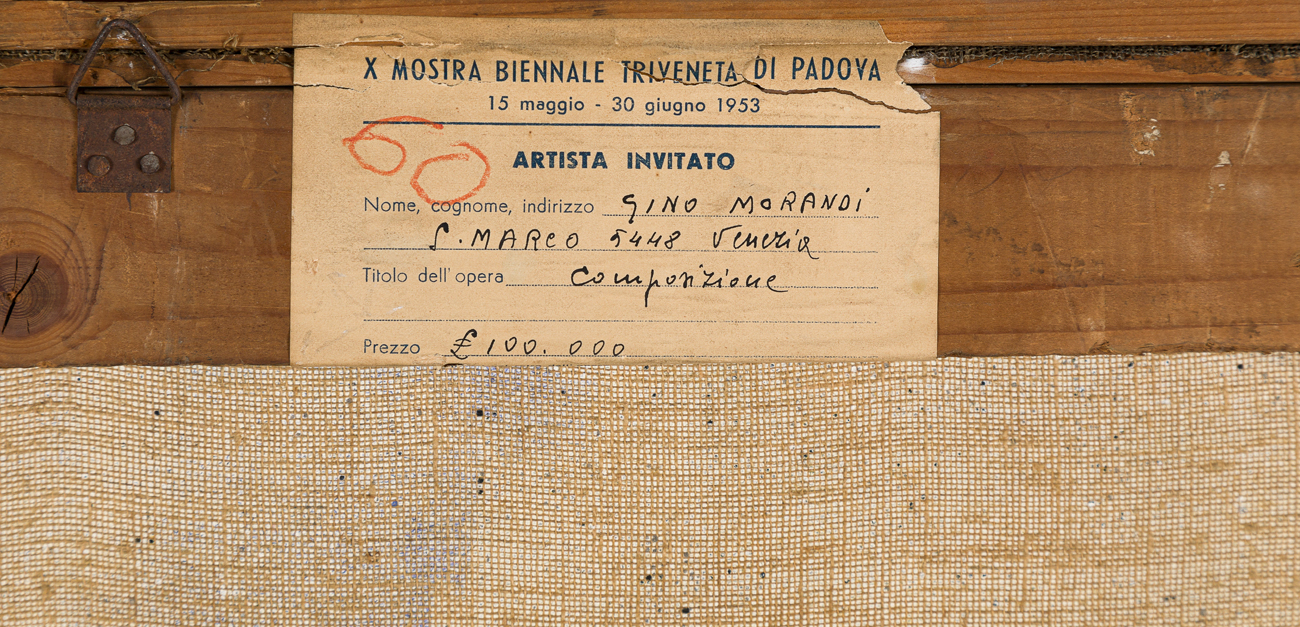 X MOSTRA BIENNALE TRIVENETA DI PADOVA
15 maggio - 30 giugno 1953
60
ARTISTA INVITATO
Nome, cognome, indirizzo GINO MORANDI
S. MARCO 5448 Venezia
Titolo dell'opera Composizione
Prezzo £ 100.000